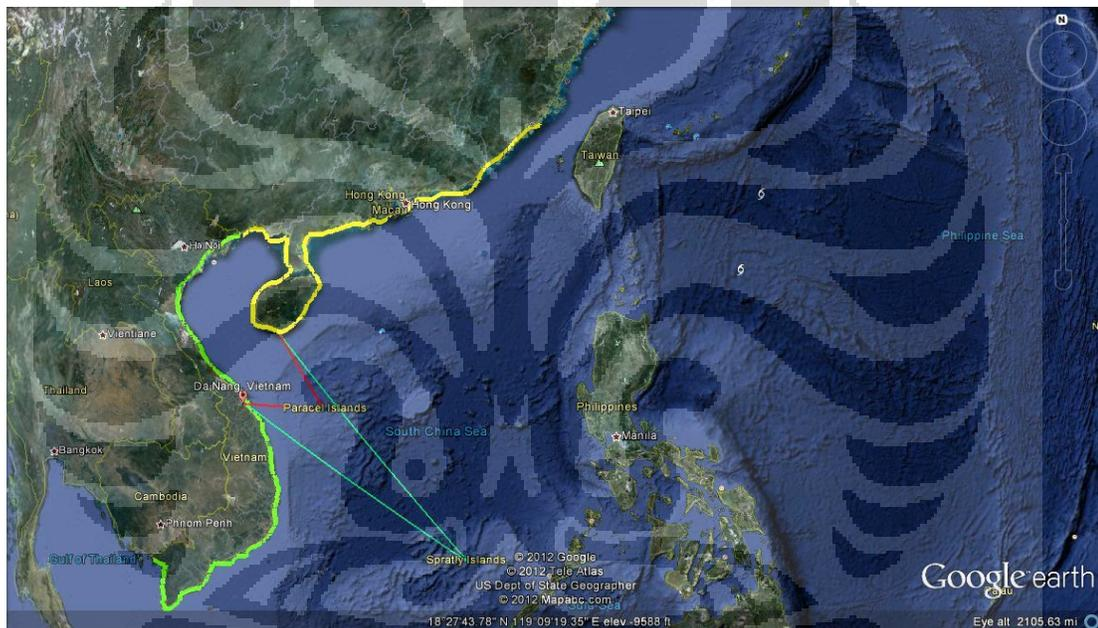 N
Taipei
Taiwan
Hong Kong
Macau
Hong Kong
Philippine Sea
Ha Noi
Laos
Vientiane
Da Nang, Vietnam
Thailand
Paracel Islands
Philippines
South China Sea
Manila
Bangkok
Vietnam
Cambodia
Phnom Penh
Gulf of Thailand
Spratly Islands
© 2012 Google
© 2012 Tele Atlas
US Dept of State Geographer
© 2012 Mapabc.com
Sulu Sea
Google earth
Palau
18°27'43.78" N 119°09'19.35" E elev -9588 ft
Eye alt 2105.63 mi